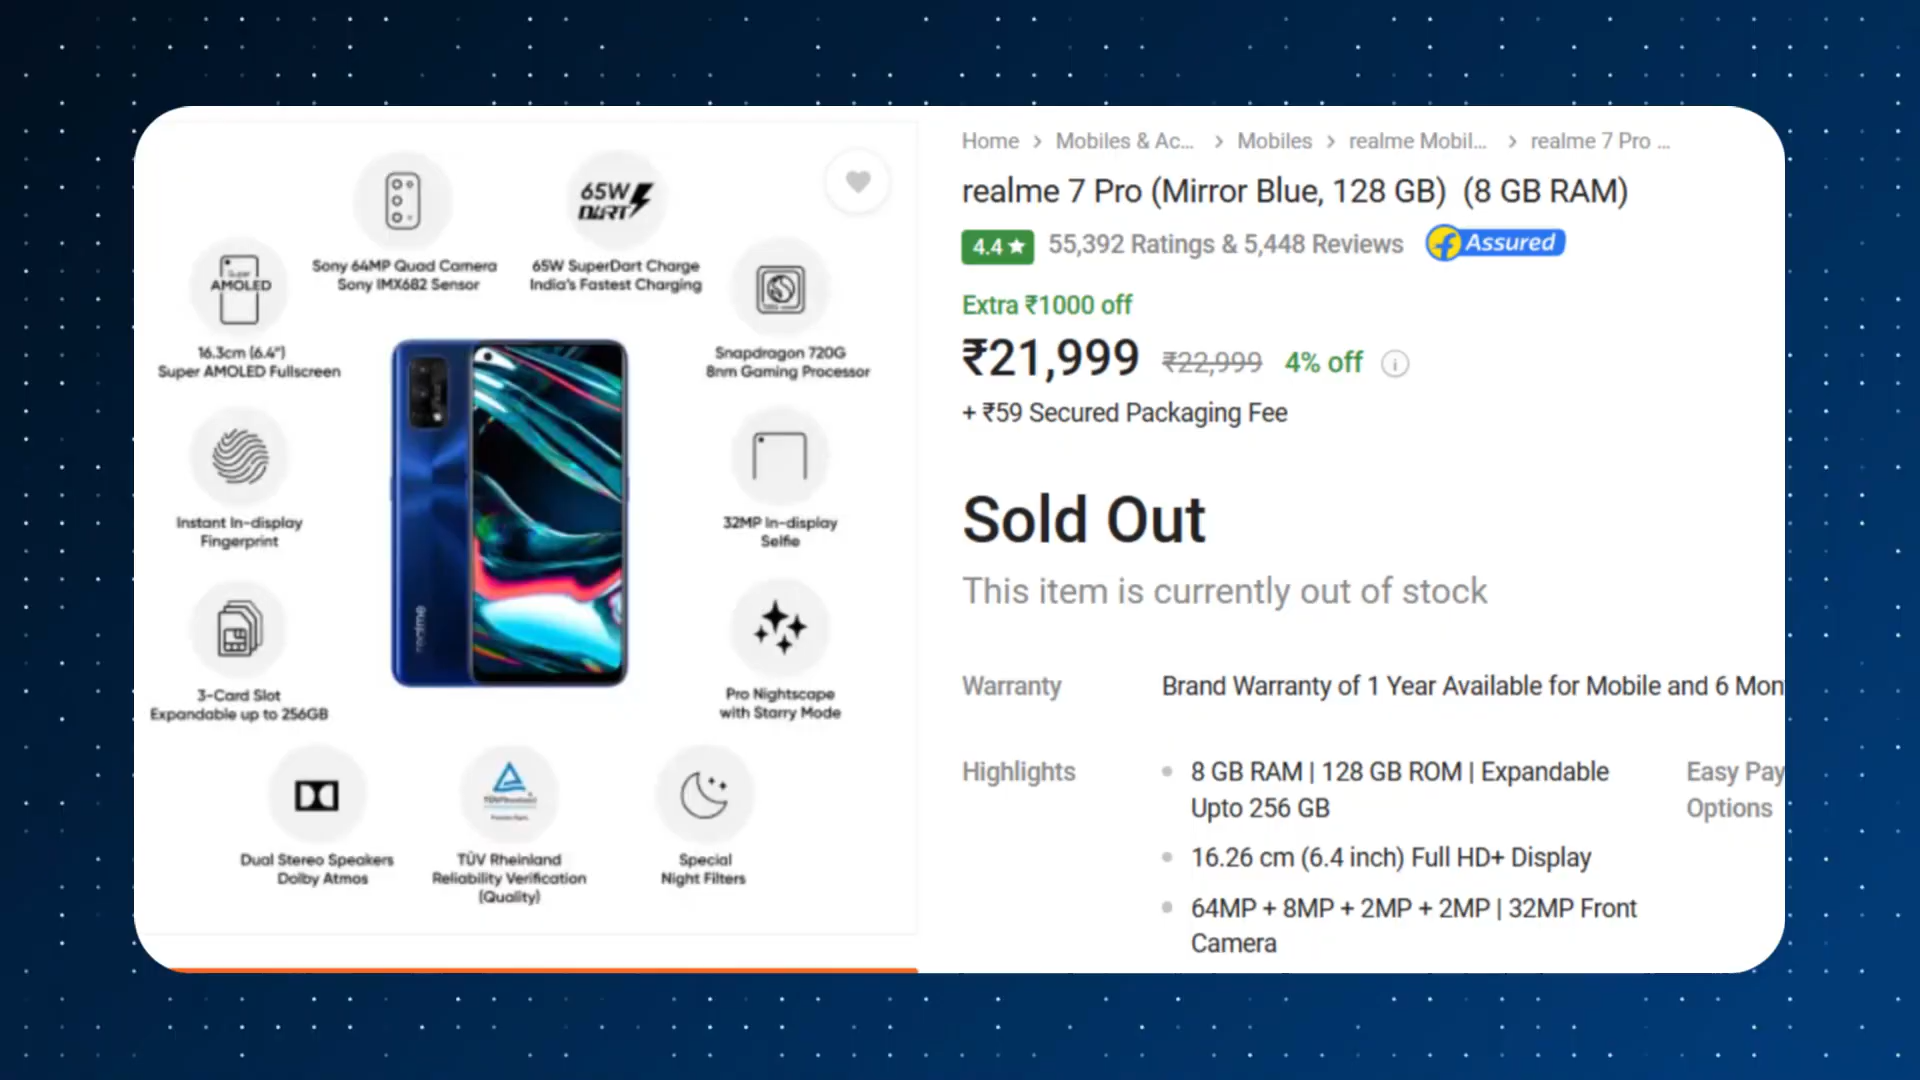 Sony 64MP Quad Camera
Sony IMX682 Sensor
65W
DART
65W SuperDart Charge
India's Fastest Charging
Super
AMOLED
16.3cm (6.4")
Super AMOLED Fullscreen
Snapdragon 720G
8nm Gaming Processor
Instant In-display
Fingerprint
32MP In-display
Selfie
3-Card Slot
Expandable up to 256GB
realme
Pro Nightscape
with Starry Mode
Dual Stereo Speakers
Dolby Atmos
TÜVRheinland
TÜV Rheinland
Reliability Verification
(Quality)
Special
Night Filters
Home > Mobiles & Ac... > Mobiles > realme Mobil... > realme 7 Pro ...
realme 7 Pro (Mirror Blue, 128 GB) (8 GB RAM)
4.4 ★ 55,392 Ratings & 5,448 Reviews f Assured
Extra ₹1000 off
₹21,999 ₹22,999 4% off i
+ ₹59 Secured Packaging Fee
Sold Out
This item is currently out of stock
Warranty Brand Warranty of 1 Year Available for Mobile and 6 Mon
Highlights
• 8 GB RAM | 128 GB ROM | Expandable
Upto 256 GB
• 16.26 cm (6.4 inch) Full HD+ Display
• 64MP + 8MP + 2MP + 2MP | 32MP Front
Camera
Easy Pay
Options